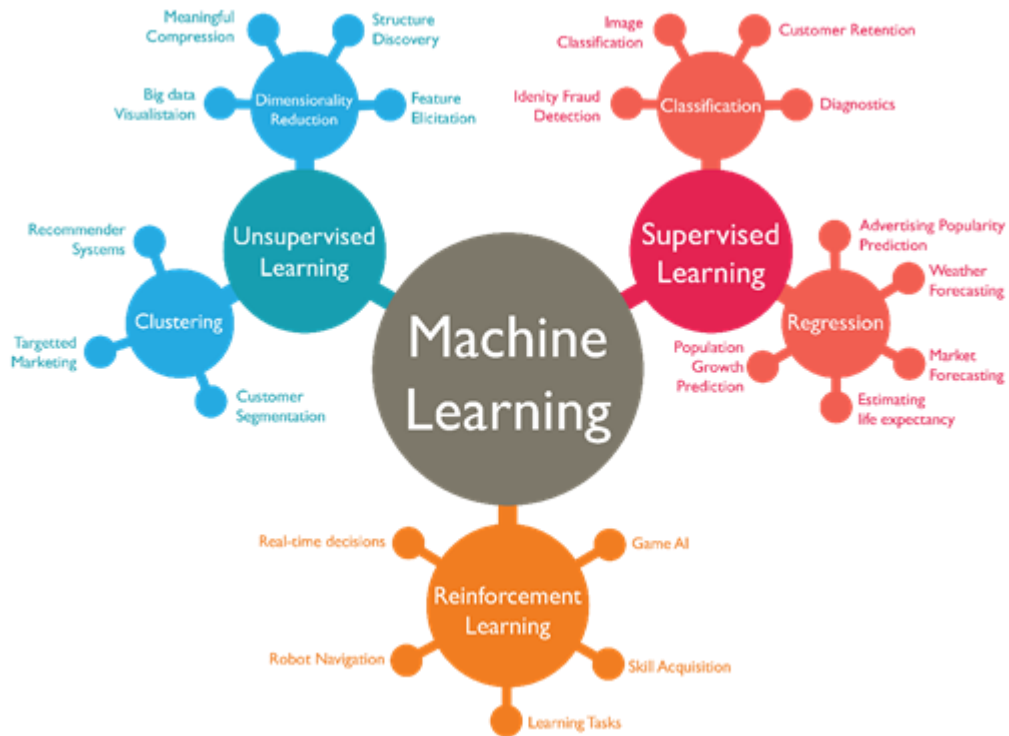 Meaningful
Compression
Structure
Discovery
Big data
Visualistaion
Dimensionality
Reduction
Feature
Elicitation
Unsupervised
Learning
Recommender
Systems
Clustering
Targetted
Marketing
Customer
Segmentation
Machine
Learning
Image
Classification
Customer Retention
Idenity Fraud
Detection
Classification
Diagnostics
Supervised
Learning
Advertising Popularity
Prediction
Weather
Forecasting
Regression
Population
Growth
Prediction
Market
Forecasting
Estimating
life expectancy
Real-time decisions
Game AI
Reinforcement
Learning
Robot Navigation
Skill Acquisition
Learning Tasks